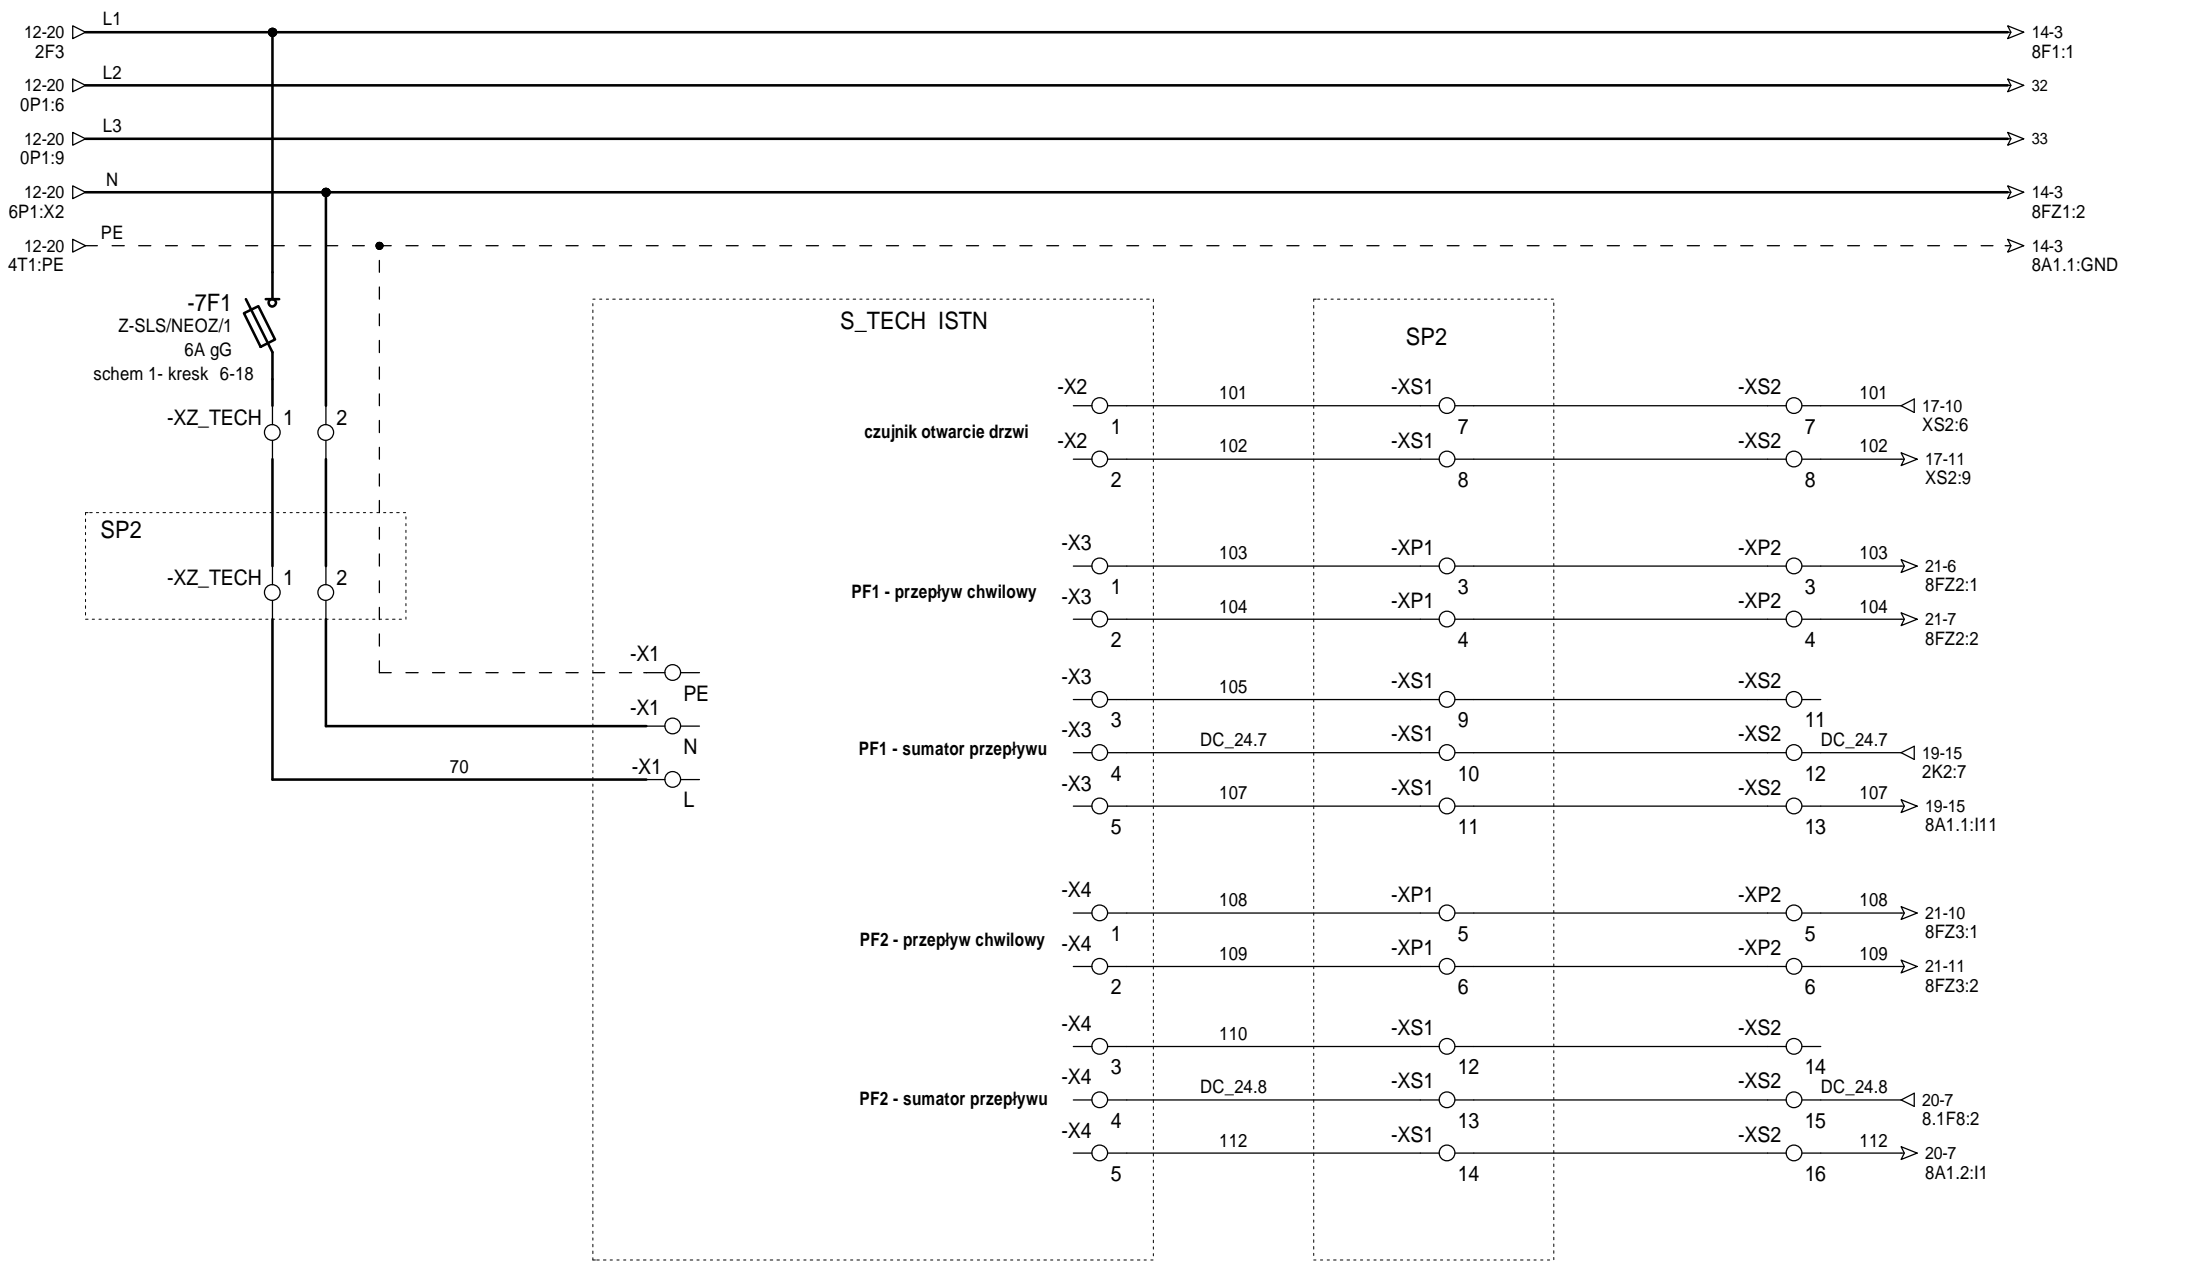 L1
12-20
2F3
14-3
8F1:1
L2
12-20
0P1:6
32
L3
12-20
0P1:9
33
N
12-20
6P1:X2
14-3
8FZ1:2
PE
12-20
4T1:PE
14-3
8A1.1:GND
-7F1
Z-SLS/NEOZ/1
6A gG
schem 1- kresk 6-18
-XZ_TECH 1 2
SP2
-XZ_TECH 1 2
-X1
PE
-X1
N
70
-X1
L
S_TECH ISTN
SP2
czujnik otwarcie drzwi
-X2 101 -XS1 -XS2 101
1 7 7
17-10
XS2:6
-X2 102 -XS1 -XS2 102
2 8 8
17-11
XS2:9
PF1 - przepływ chwilowy
-X3 103 -XP1 -XP2 103
1 3 3
21-6
8FZ2:1
-X3 104 -XP1 -XP2 104
2 4 4
21-7
8FZ2:2
PF1 - sumator przepływu
-X3 105 -XS1 -XS2
3 9 11
-X3 DC_24.7 -XS1 -XS2 DC_24.7
4 10 12
19-15
2K2:7
-X3 107 -XS1 -XS2 107
5 11 13
19-15
8A1.1:I11
PF2 - przepływ chwilowy
-X4 108 -XP1 -XP2 108
1 5 5
21-10
8FZ3:1
-X4 109 -XP1 -XP2 109
2 6 6
21-11
8FZ3:2
PF2 - sumator przepływu
-X4 110 -XS1 -XS2
3 12 14
-X4 DC_24.8 -XS1 -XS2 DC_24.8
4 13 15
20-7
8.1F8:2
-X4 112 -XS1 -XS2 112
5 14 16
20-7
8A1.2:I1